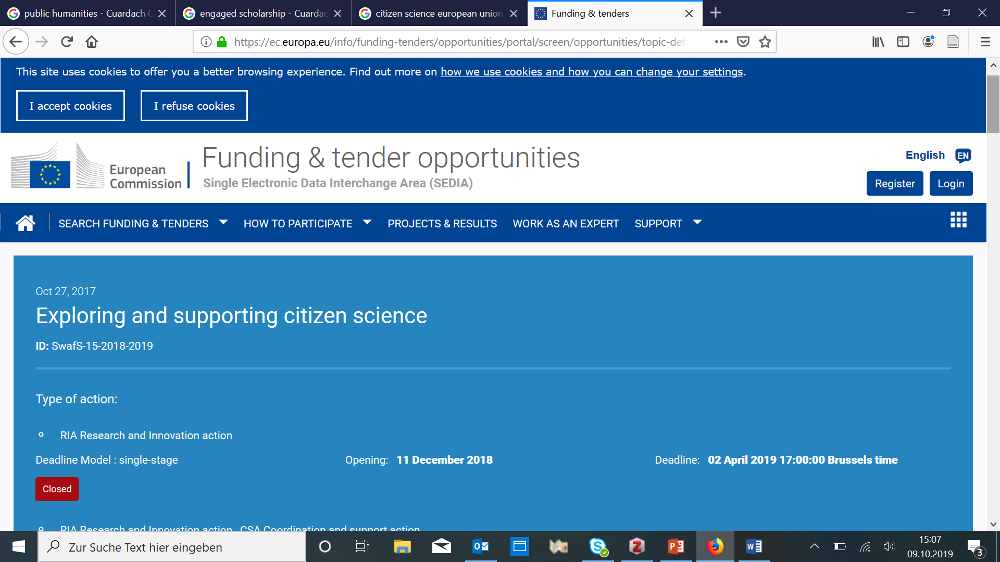 public humanities - Cuardach G
engaged scholarship - Cuardac
citizen science european union
Funding & tenders
https://ec.europa.eu/info/funding-tenders/opportunities/portal/screen/opportunities/topic-det
This site uses cookies to offer you a better browsing experience. Find out more on how we use cookies and how you can change your settings.
I accept cookies
I refuse cookies
European
Commission
Funding & tender opportunities
Single Electronic Data Interchange Area (SEDIA)
English EN
Register Login
SEARCH FUNDING & TENDERS HOW TO PARTICIPATE PROJECTS & RESULTS WORK AS AN EXPERT SUPPORT
Oct 27, 2017
Exploring and supporting citizen science
ID: SwafS-15-2018-2019
Type of action:
RIA Research and Innovation action
Deadline Model : single-stage Opening: 11 December 2018 Deadline: 02 April 2019 17:00:00 Brussels time
Closed
RIA Research and Innovation action CSA Coordination and support action
Zur Suche Text hier eingeben
15:07
09.10.2019
3